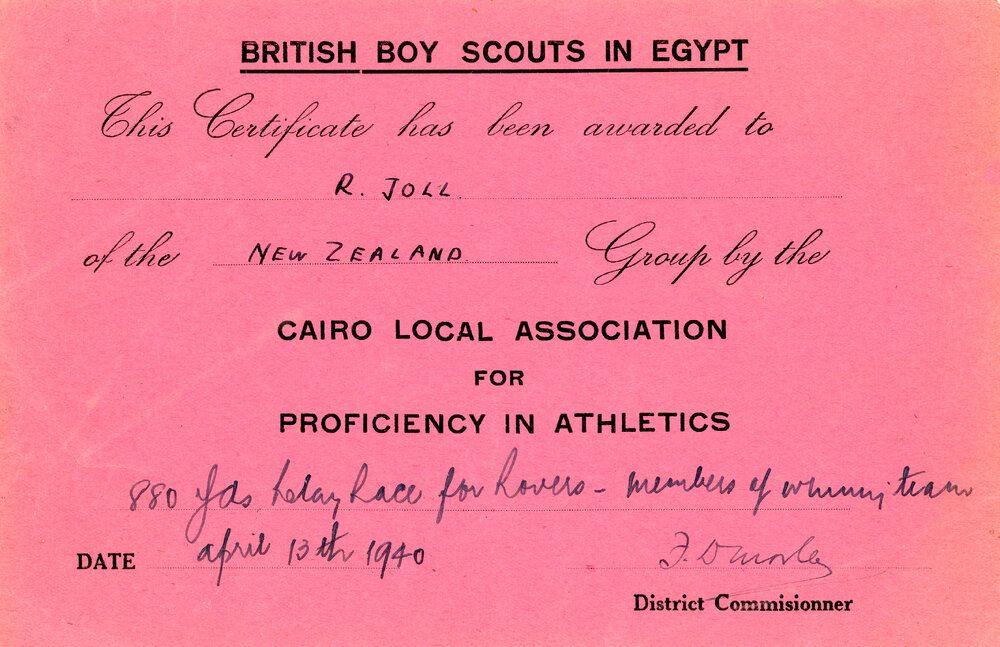 BRITISH BOY SCOUTS IN EGYPT
This Certificate has been awarded to
R. JOLL.
of the NEW ZEALAND Group by the
CAIRO LOCAL ASSOCIATION
FOR
PROFICIENCY IN ATHLETICS
880 yds relay race for Rovers – members of winning team
DATE april 13th 1940.
District Commisionner